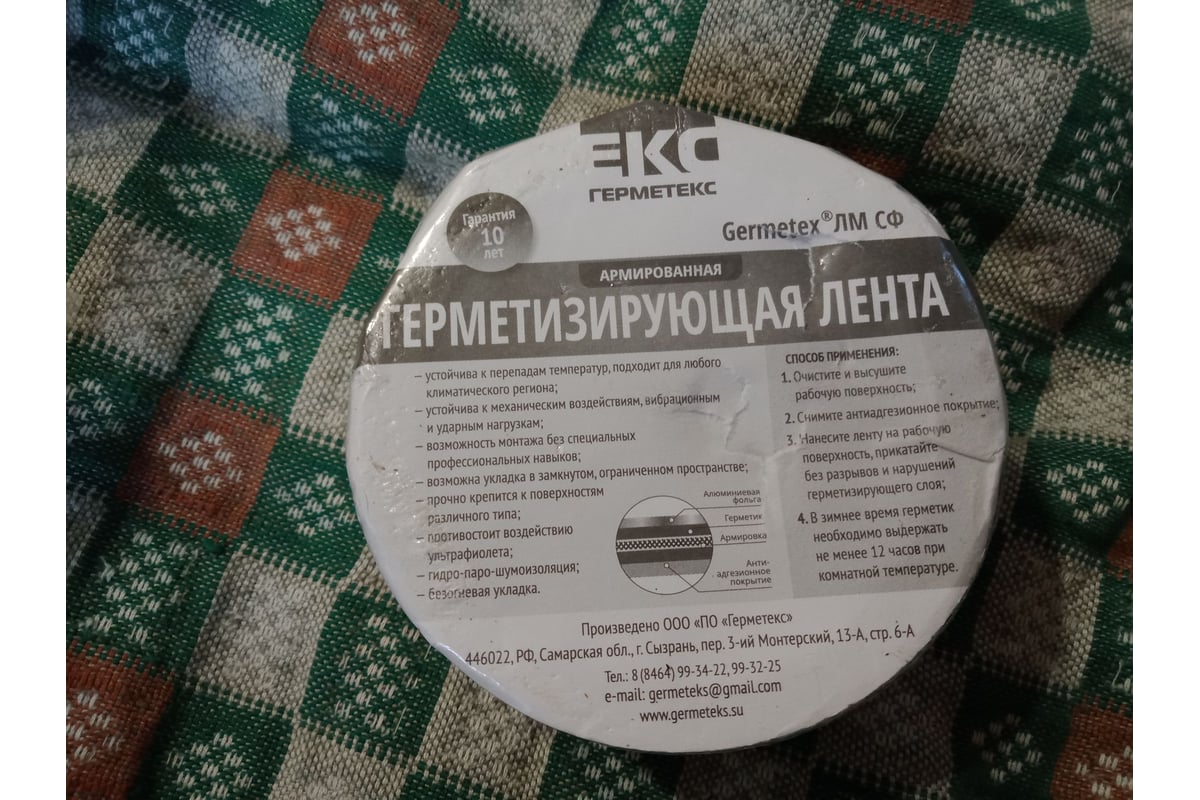 ЕКС
ГЕРМЕТЕКС
Гарантия
10
лет
Germetex® ЛМ СФ
АРМИРОВАННАЯ
ГЕРМЕТИЗИРУЮЩАЯ ЛЕНТА
– устойчива к перепадам температур, подходит для любого
климатического региона;
– устойчива к механическим воздействиям, вибрационным
и ударным нагрузкам;
– возможность монтажа без специальных
профессиональных навыков;
– возможна укладка в замкнутом, ограниченном пространстве;
– прочно крепится к поверхностям
различного типа;
– противостоит воздействию
ультрафиолета;
– гидро-паро-шумоизоляция;
– безогневая укладка.
Алюминиевая
фольга
Герметик
Армировка
Анти-
адгезионное
покрытие
СПОСОБ ПРИМЕНЕНИЯ:
1. Очистите и высушите
рабочую поверхность;
2. Снимите антиадгезионное покрытие;
3. Нанесите ленту на рабочую
поверхность, прикатайте
без разрывов и нарушений
герметизирующего слоя;
4. В зимнее время герметик
необходимо выдержать
не менее 12 часов при
комнатной температуре.
Произведено ООО «ПО «Герметекс»
446022, РФ, Самарская обл., г. Сызрань, пер. 3-ий Монтерский, 13-А, стр. 6-А
Тел.: 8 (8464) 99-34-22, 99-32-25
e-mail: germeteks@gmail.com
www.germeteks.su